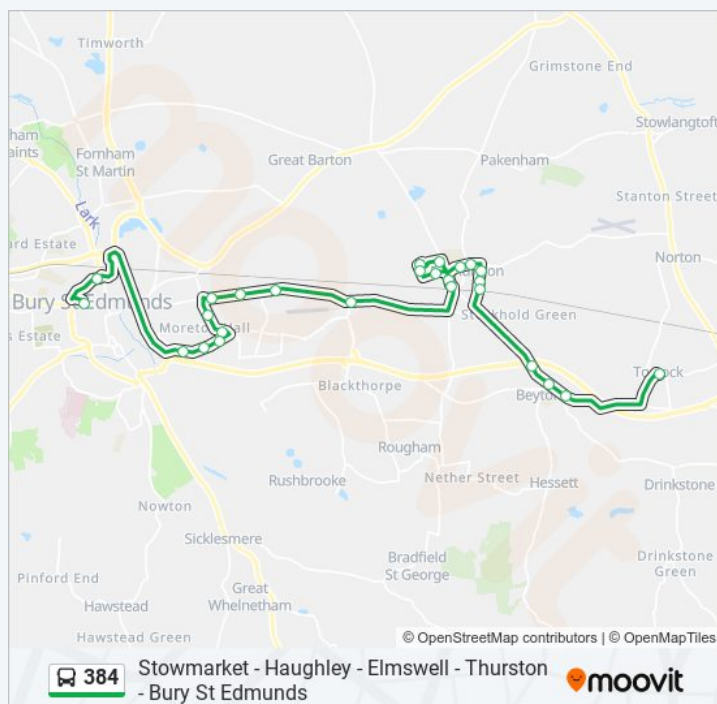 Timworth
Grimstone End
Stowlangtoft
Fornham
St Martin
Great Barton
Pakenham
Stanton Street
Lark
Norton
Bury St Edmunds
Moreton Hall
Stockhold Green
Blackthorpe
Beyton
Rougham
Rushbrooke
Nether Street
Hessett
Drinkstone
Nowton
Sicklesmere
Bradfield
St George
Drinkstone
Green
Pinford End
Hawstead
Great
Whelnetham
Hawstead Green
© OpenStreetMap contributors | © OpenMapTiles
384
Stowmarket - Haughley - Elmswell - Thurston
- Bury St Edmunds
moovit